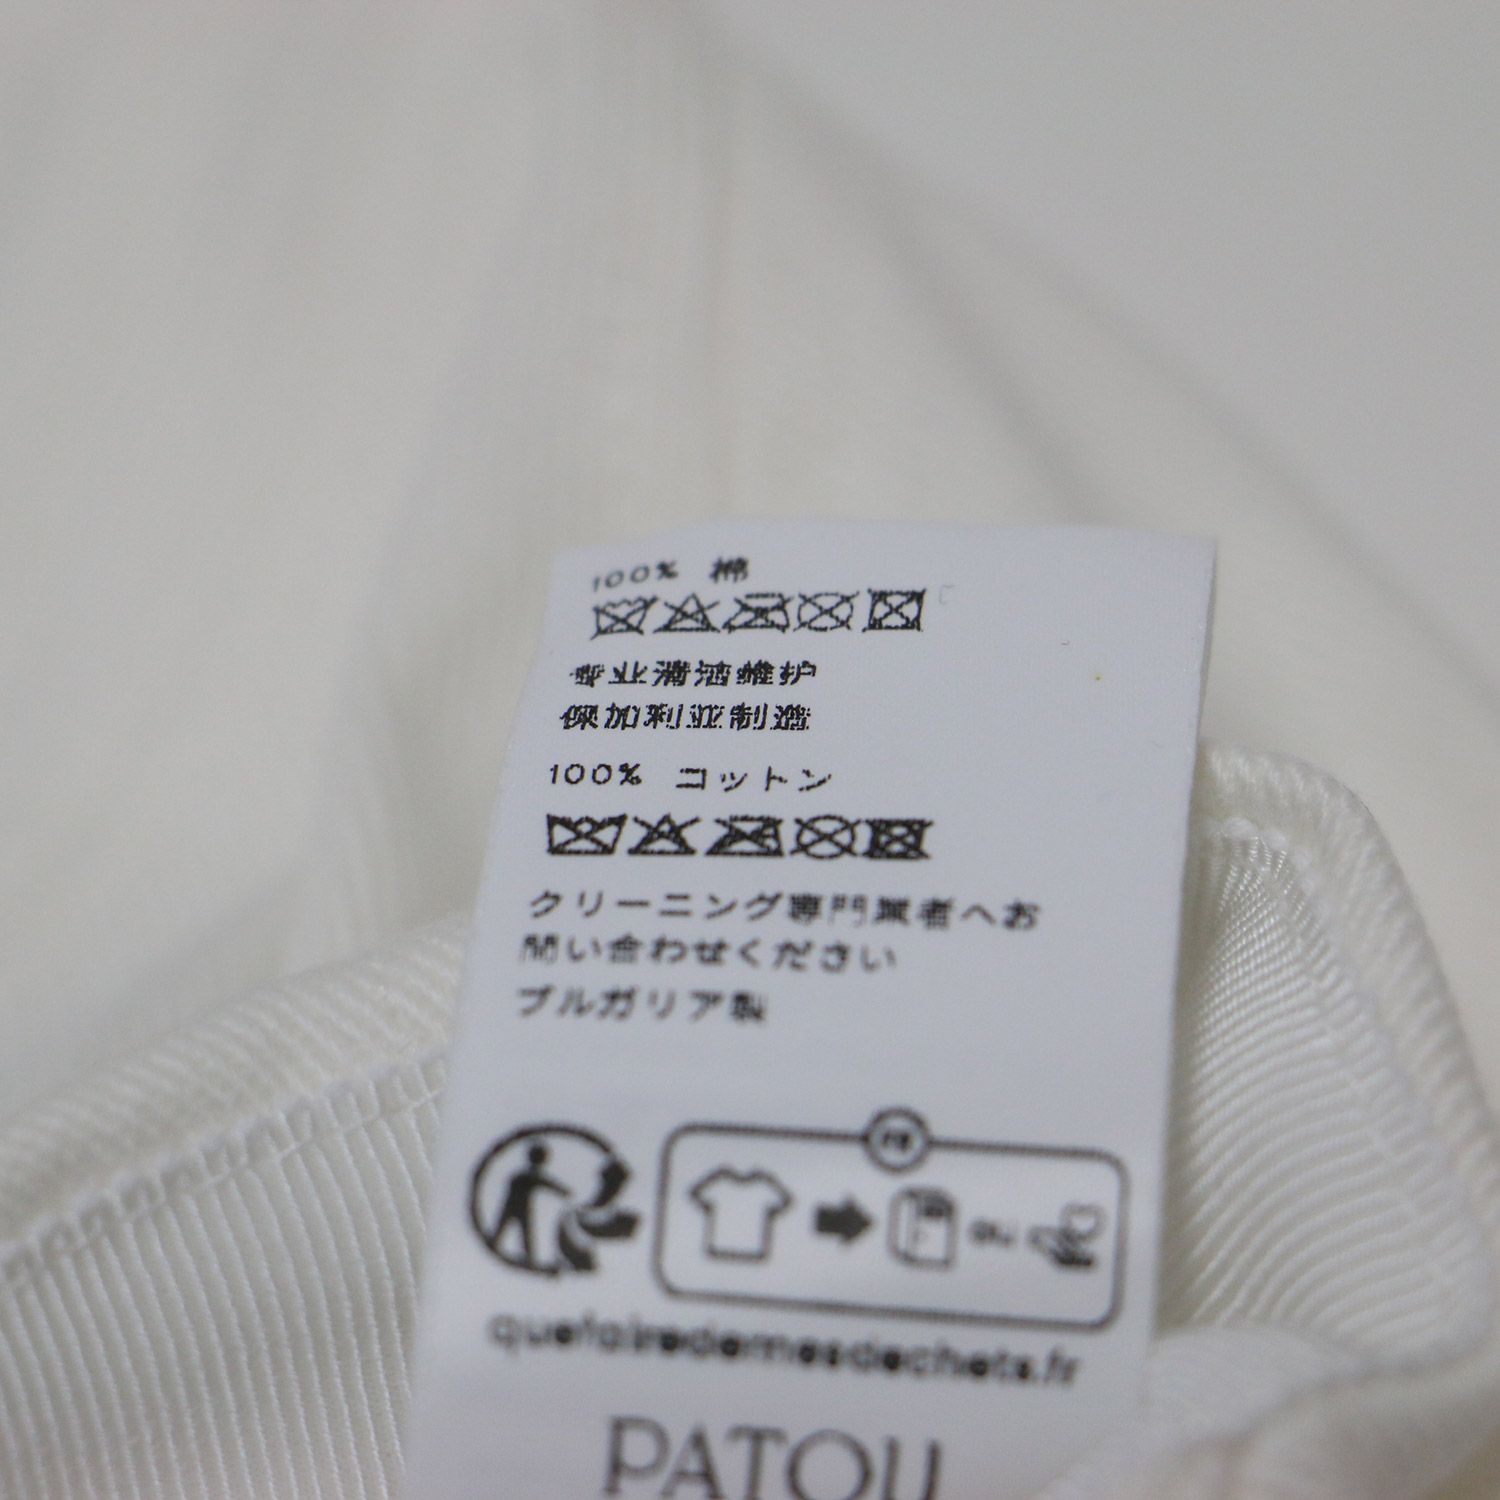 100% 棉
专业清洁维护
保加利亚制造
100% コットン
クリーニング専門業者へお
問い合わせください
ブルガリア製
FR
quefairedemesdechets.fr
PATOU